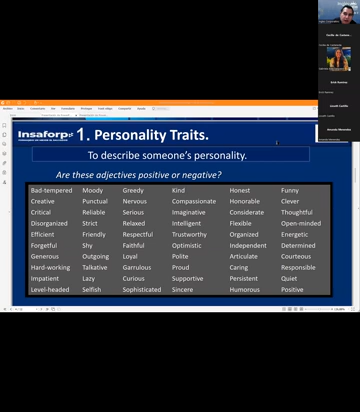 Insaforp
1. Personality Traits.
To describe someone's personality.
Are these adjectives positive or negative?
Bad-tempered Moody Greedy Kind Honest Funny
Creative Punctual Nervous Compassionate Honorable Clever
Critical Reliable Serious Imaginative Considerate Thoughtful
Disorganized Strict Relaxed Intelligent Flexible Open-minded
Efficient Friendly Respectful Trustworthy Organized Energetic
Forgetful Shy Faithful Optimistic Independent Determined
Generous Outgoing Loyal Polite Articulate Courteous
Hard-working Talkative Garrulous Proud Caring Responsible
Impatient Lazy Curious Supportive Persistent Quiet
Level-headed Selfish Sophisticated Sincere Humorous Positive